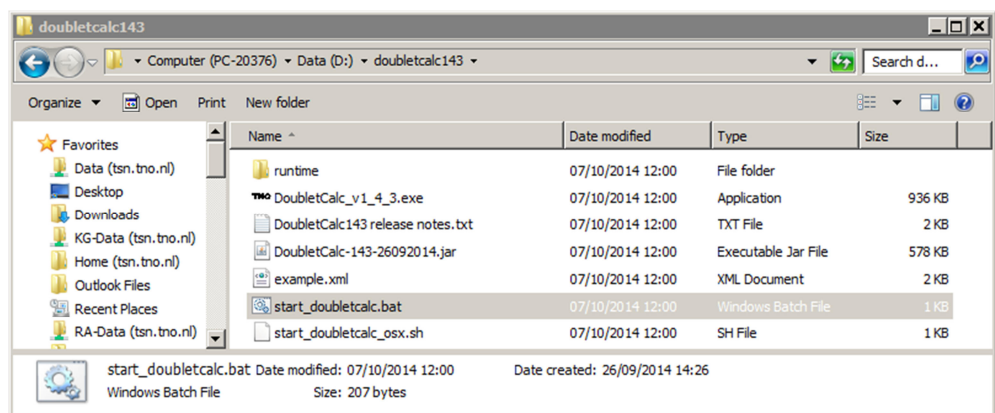 doubletcalc143
Computer (PC-20376) Data (D:) doubletcalc143 Search d...
Organize Open Print New folder
Favorites
Data (tsn.tno.nl)
Desktop
Downloads
KG-Data (tsn.tno.nl)
Home (tsn.tno.nl)
Outlook Files
Recent Places
RA-Data (tsn.tno.nl)
Name Date modified Type Size
runtime 07/10/2014 12:00 File folder
TNO DoubletCalc_v1_4_3.exe 07/10/2014 12:00 Application 936 KB
DoubletCalc143 release notes.txt 07/10/2014 12:00 TXT File 2 KB
DoubletCalc-143-26092014.jar 07/10/2014 12:00 Executable Jar File 578 KB
example.xml 07/10/2014 12:00 XML Document 2 KB
start_doubletcalc.bat 07/10/2014 12:00 Windows Batch File 1 KB
start_doubletcalc_osx.sh 07/10/2014 12:00 SH File 1 KB
start_doubletcalc.bat Date modified: 07/10/2014 12:00 Date created: 26/09/2014 14:26
Windows Batch File Size: 207 bytes